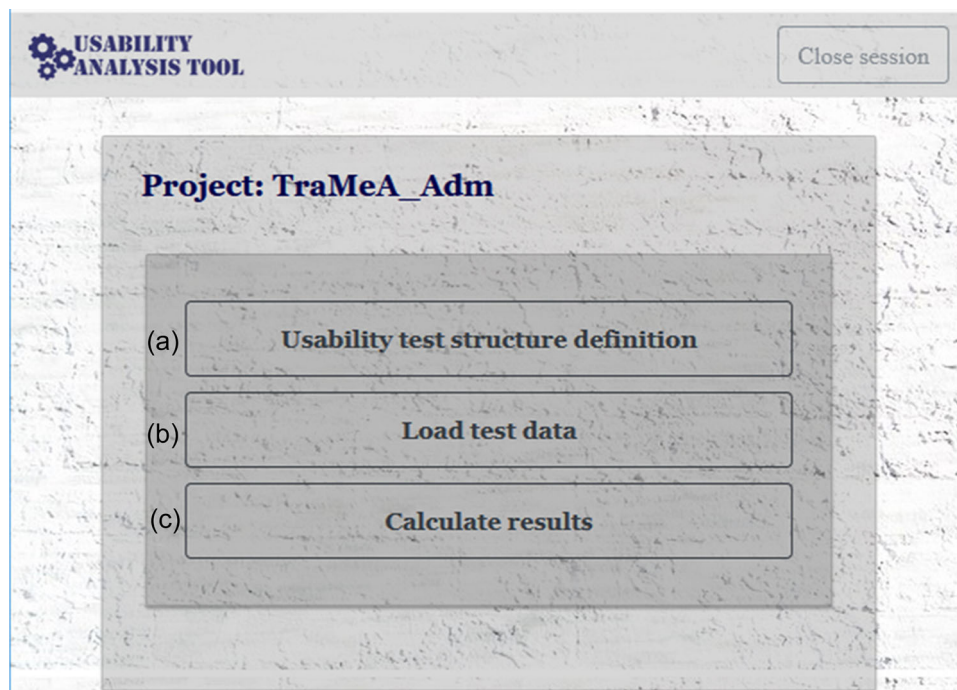 USABILITY
ANALYSIS TOOL
Close session
Project: TraMeA_Adm
(a) Usability test structure definition
(b) Load test data
(c) Calculate results